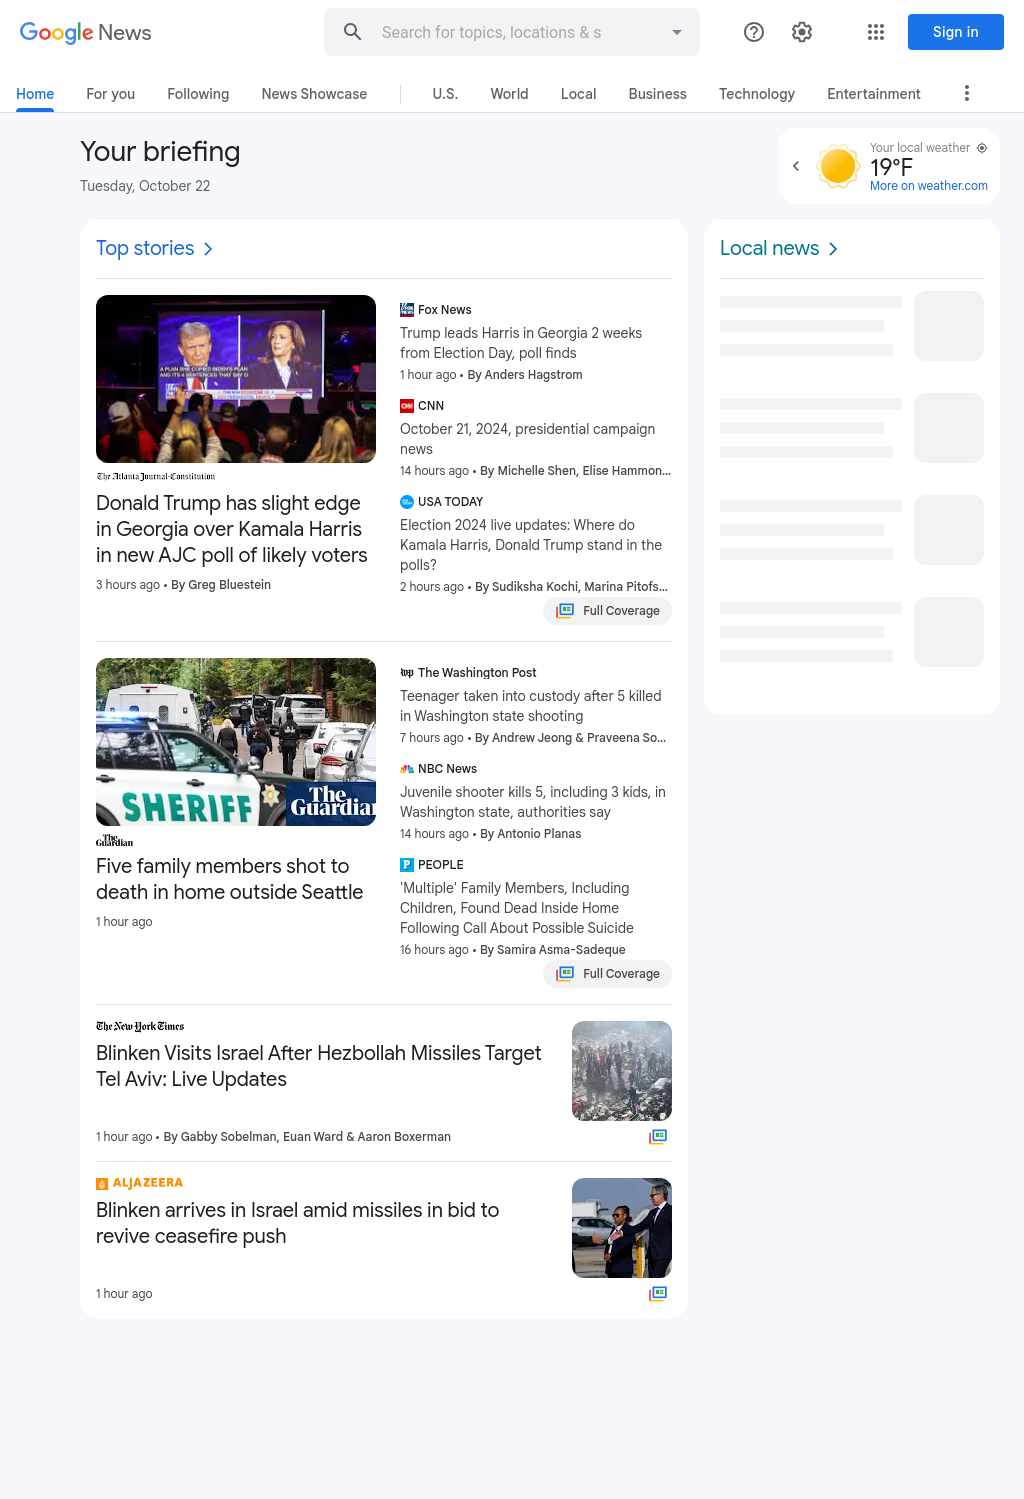 Google News
Search for topics, locations & s
Sign in
Home
For you
Following
News Showcase
U.S.
World
Local
Business
Technology
Entertainment
Your briefing
Tuesday, October 22
Your local weather
19°F
More on weather.com
Top stories
A PLAN SHE COPIED BIDEN'S PLAN
AND IT'S 4 SENTENCES THAT SAY O
The Atlanta Journal-Constitution
Donald Trump has slight edge
in Georgia over Kamala Harris
in new AJC poll of likely voters
3 hours ago • By Greg Bluestein
Fox News
Trump leads Harris in Georgia 2 weeks
from Election Day, poll finds
1 hour ago • By Anders Hagstrom
CNN
October 21, 2024, presidential campaign
news
14 hours ago • By Michelle Shen, Elise Hammon...
USA TODAY
Election 2024 live updates: Where do
Kamala Harris, Donald Trump stand in the
polls?
2 hours ago • By Sudiksha Kochi, Marina Pitofs...
Full Coverage
SHERIFF
The
Guardian
The
Guardian
Five family members shot to
death in home outside Seattle
1 hour ago
wp The Washington Post
Teenager taken into custody after 5 killed
in Washington state shooting
7 hours ago • By Andrew Jeong & Praveena So...
NBC News
Juvenile shooter kills 5, including 3 kids, in
Washington state, authorities say
14 hours ago • By Antonio Planas
P PEOPLE
'Multiple' Family Members, Including
Children, Found Dead Inside Home
Following Call About Possible Suicide
16 hours ago • By Samira Asma-Sadeque
Full Coverage
The New York Times
Blinken Visits Israel After Hezbollah Missiles Target
Tel Aviv: Live Updates
1 hour ago • By Gabby Sobelman, Euan Ward & Aaron Boxerman
ALJAZEERA
Blinken arrives in Israel amid missiles in bid to
revive ceasefire push
1 hour ago
Local news